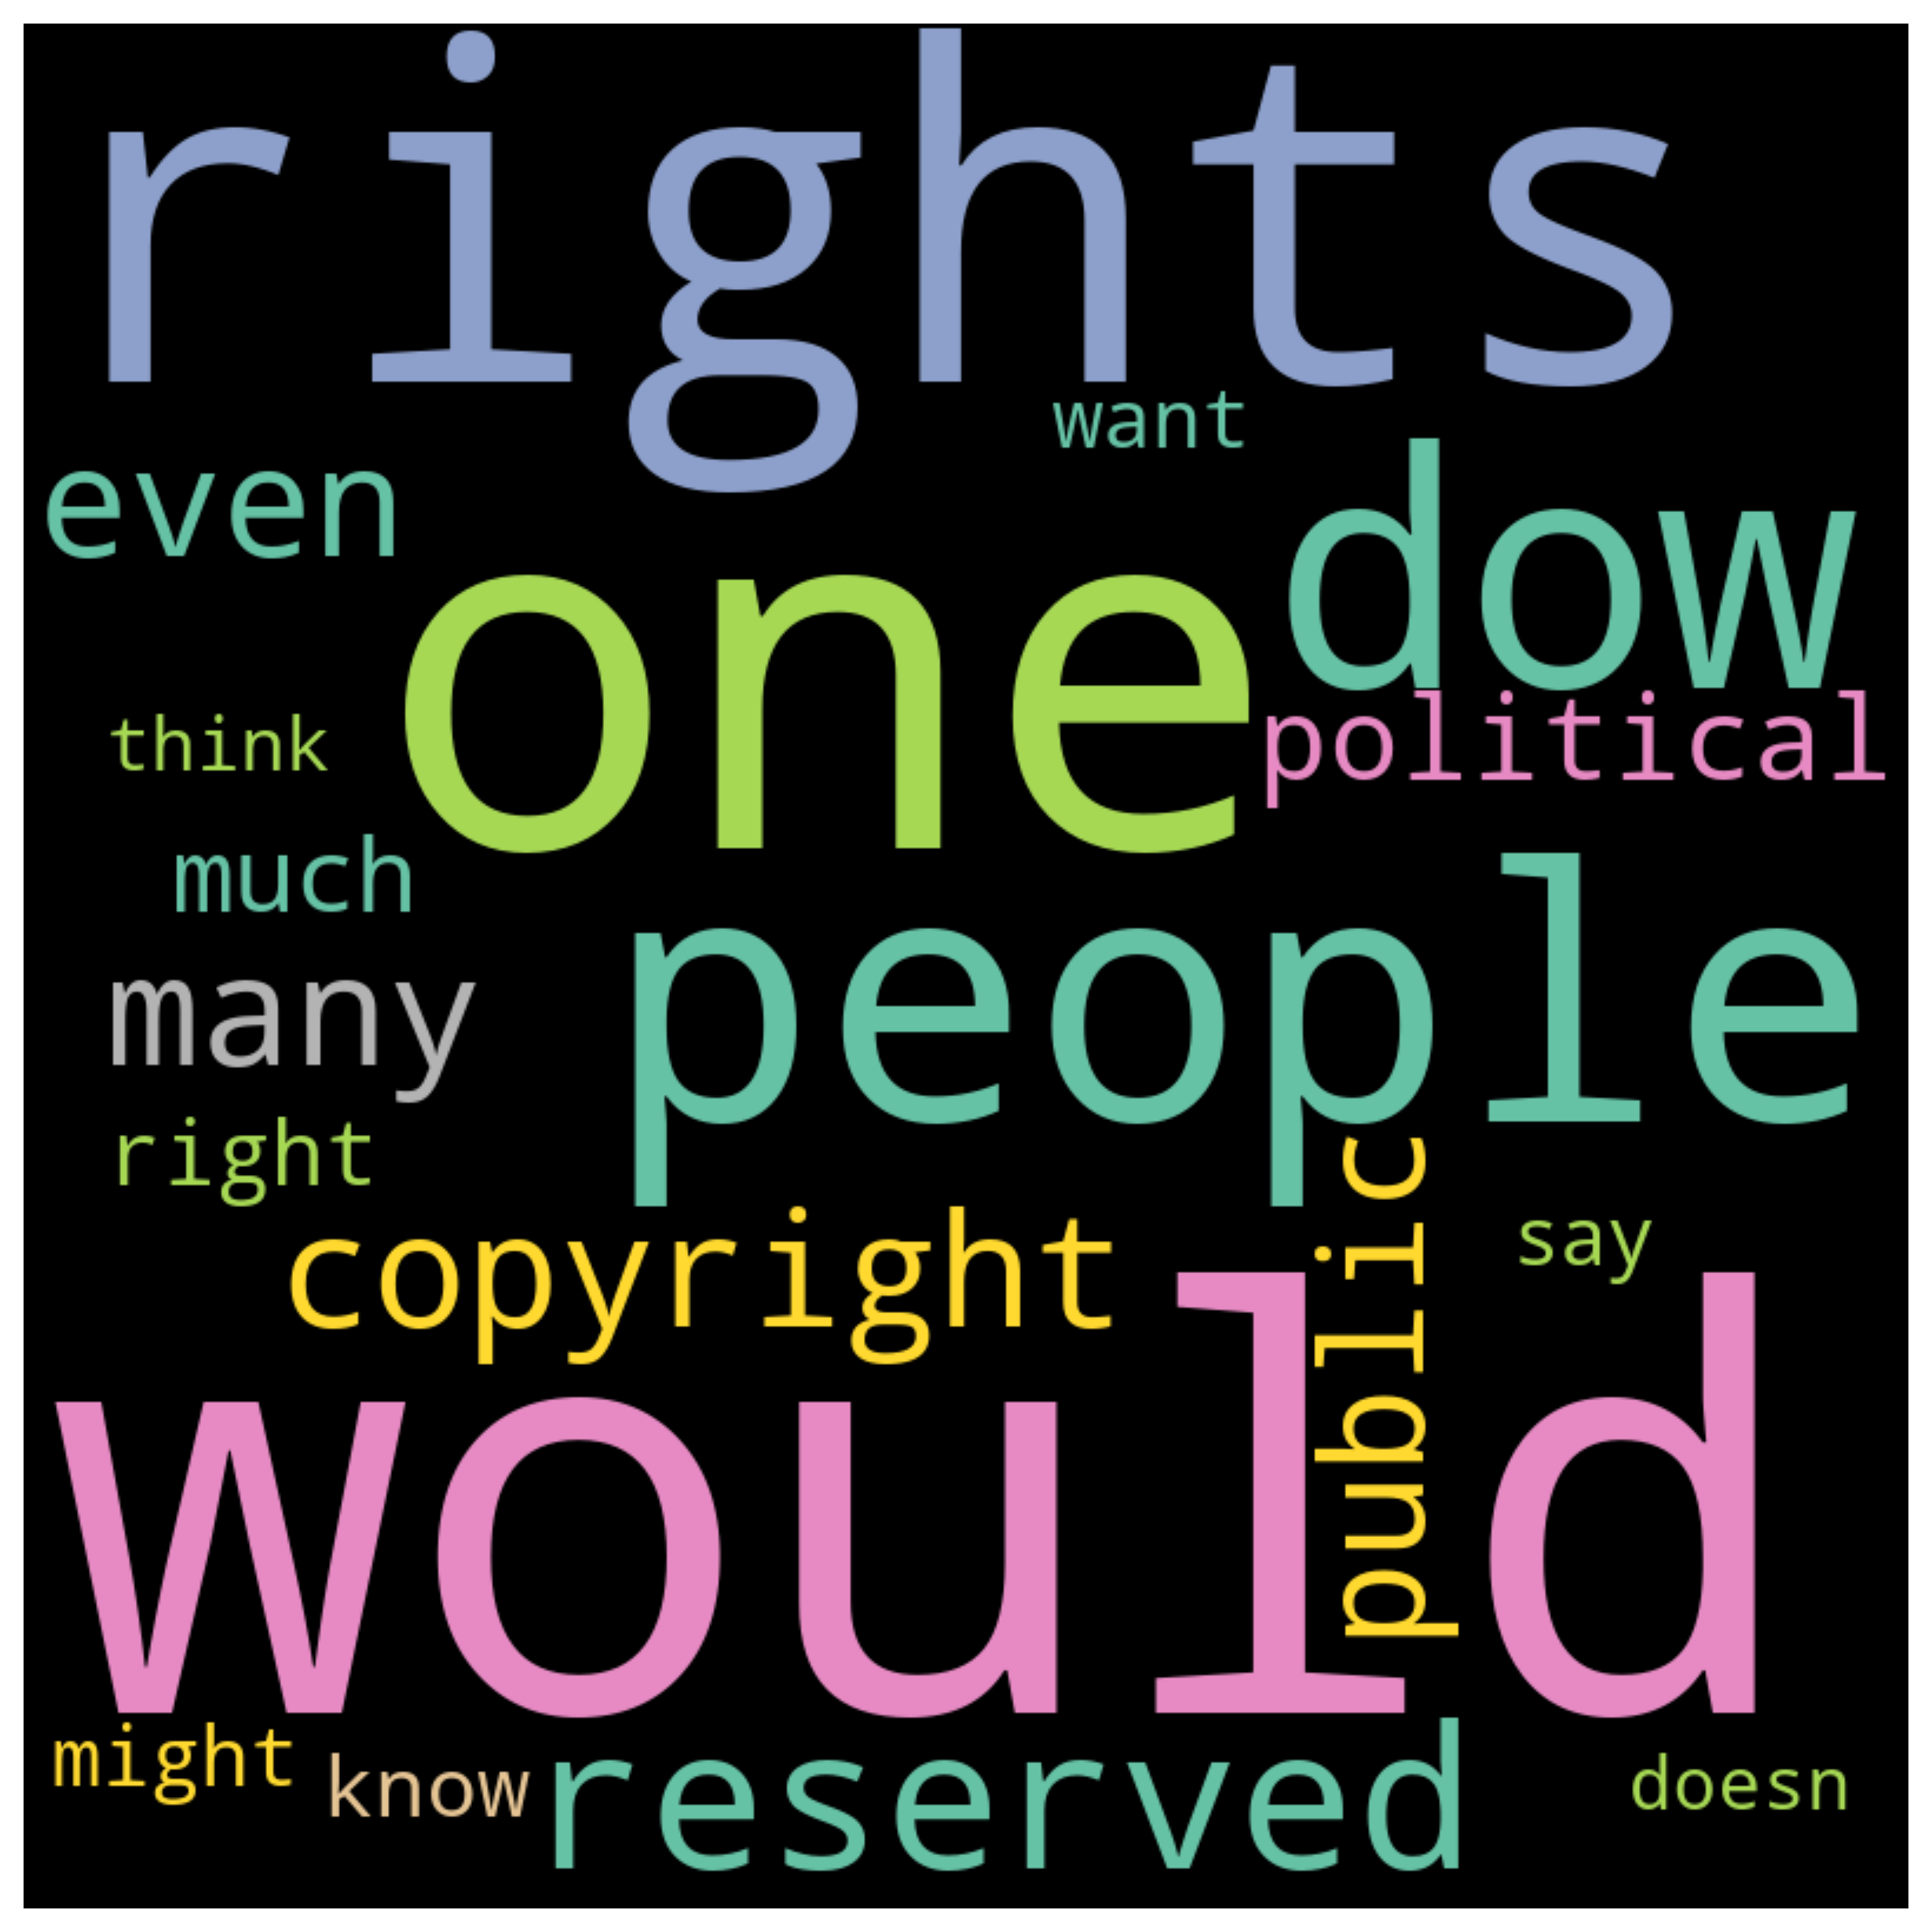 rights
want
even
dow
one
political
think
much
people
many
right
public
copyright
say
would
might
know
reserved
doesn